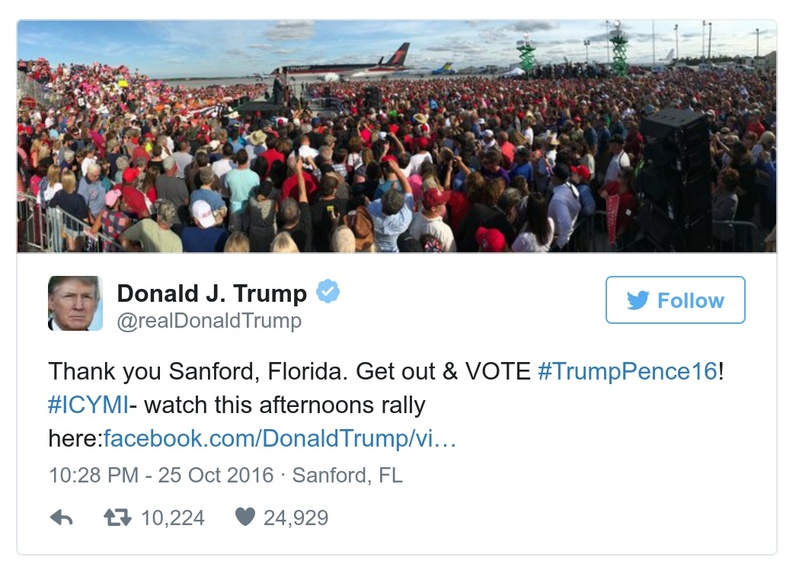 Donald J. Trump
@realDonaldTrump
Follow
Thank you Sanford, Florida. Get out & VOTE #TrumpPence16!
#ICYMI- watch this afternoons rally
here:facebook.com/DonaldTrump/vi…
10:28 PM - 25 Oct 2016 · Sanford, FL
10,224 24,929